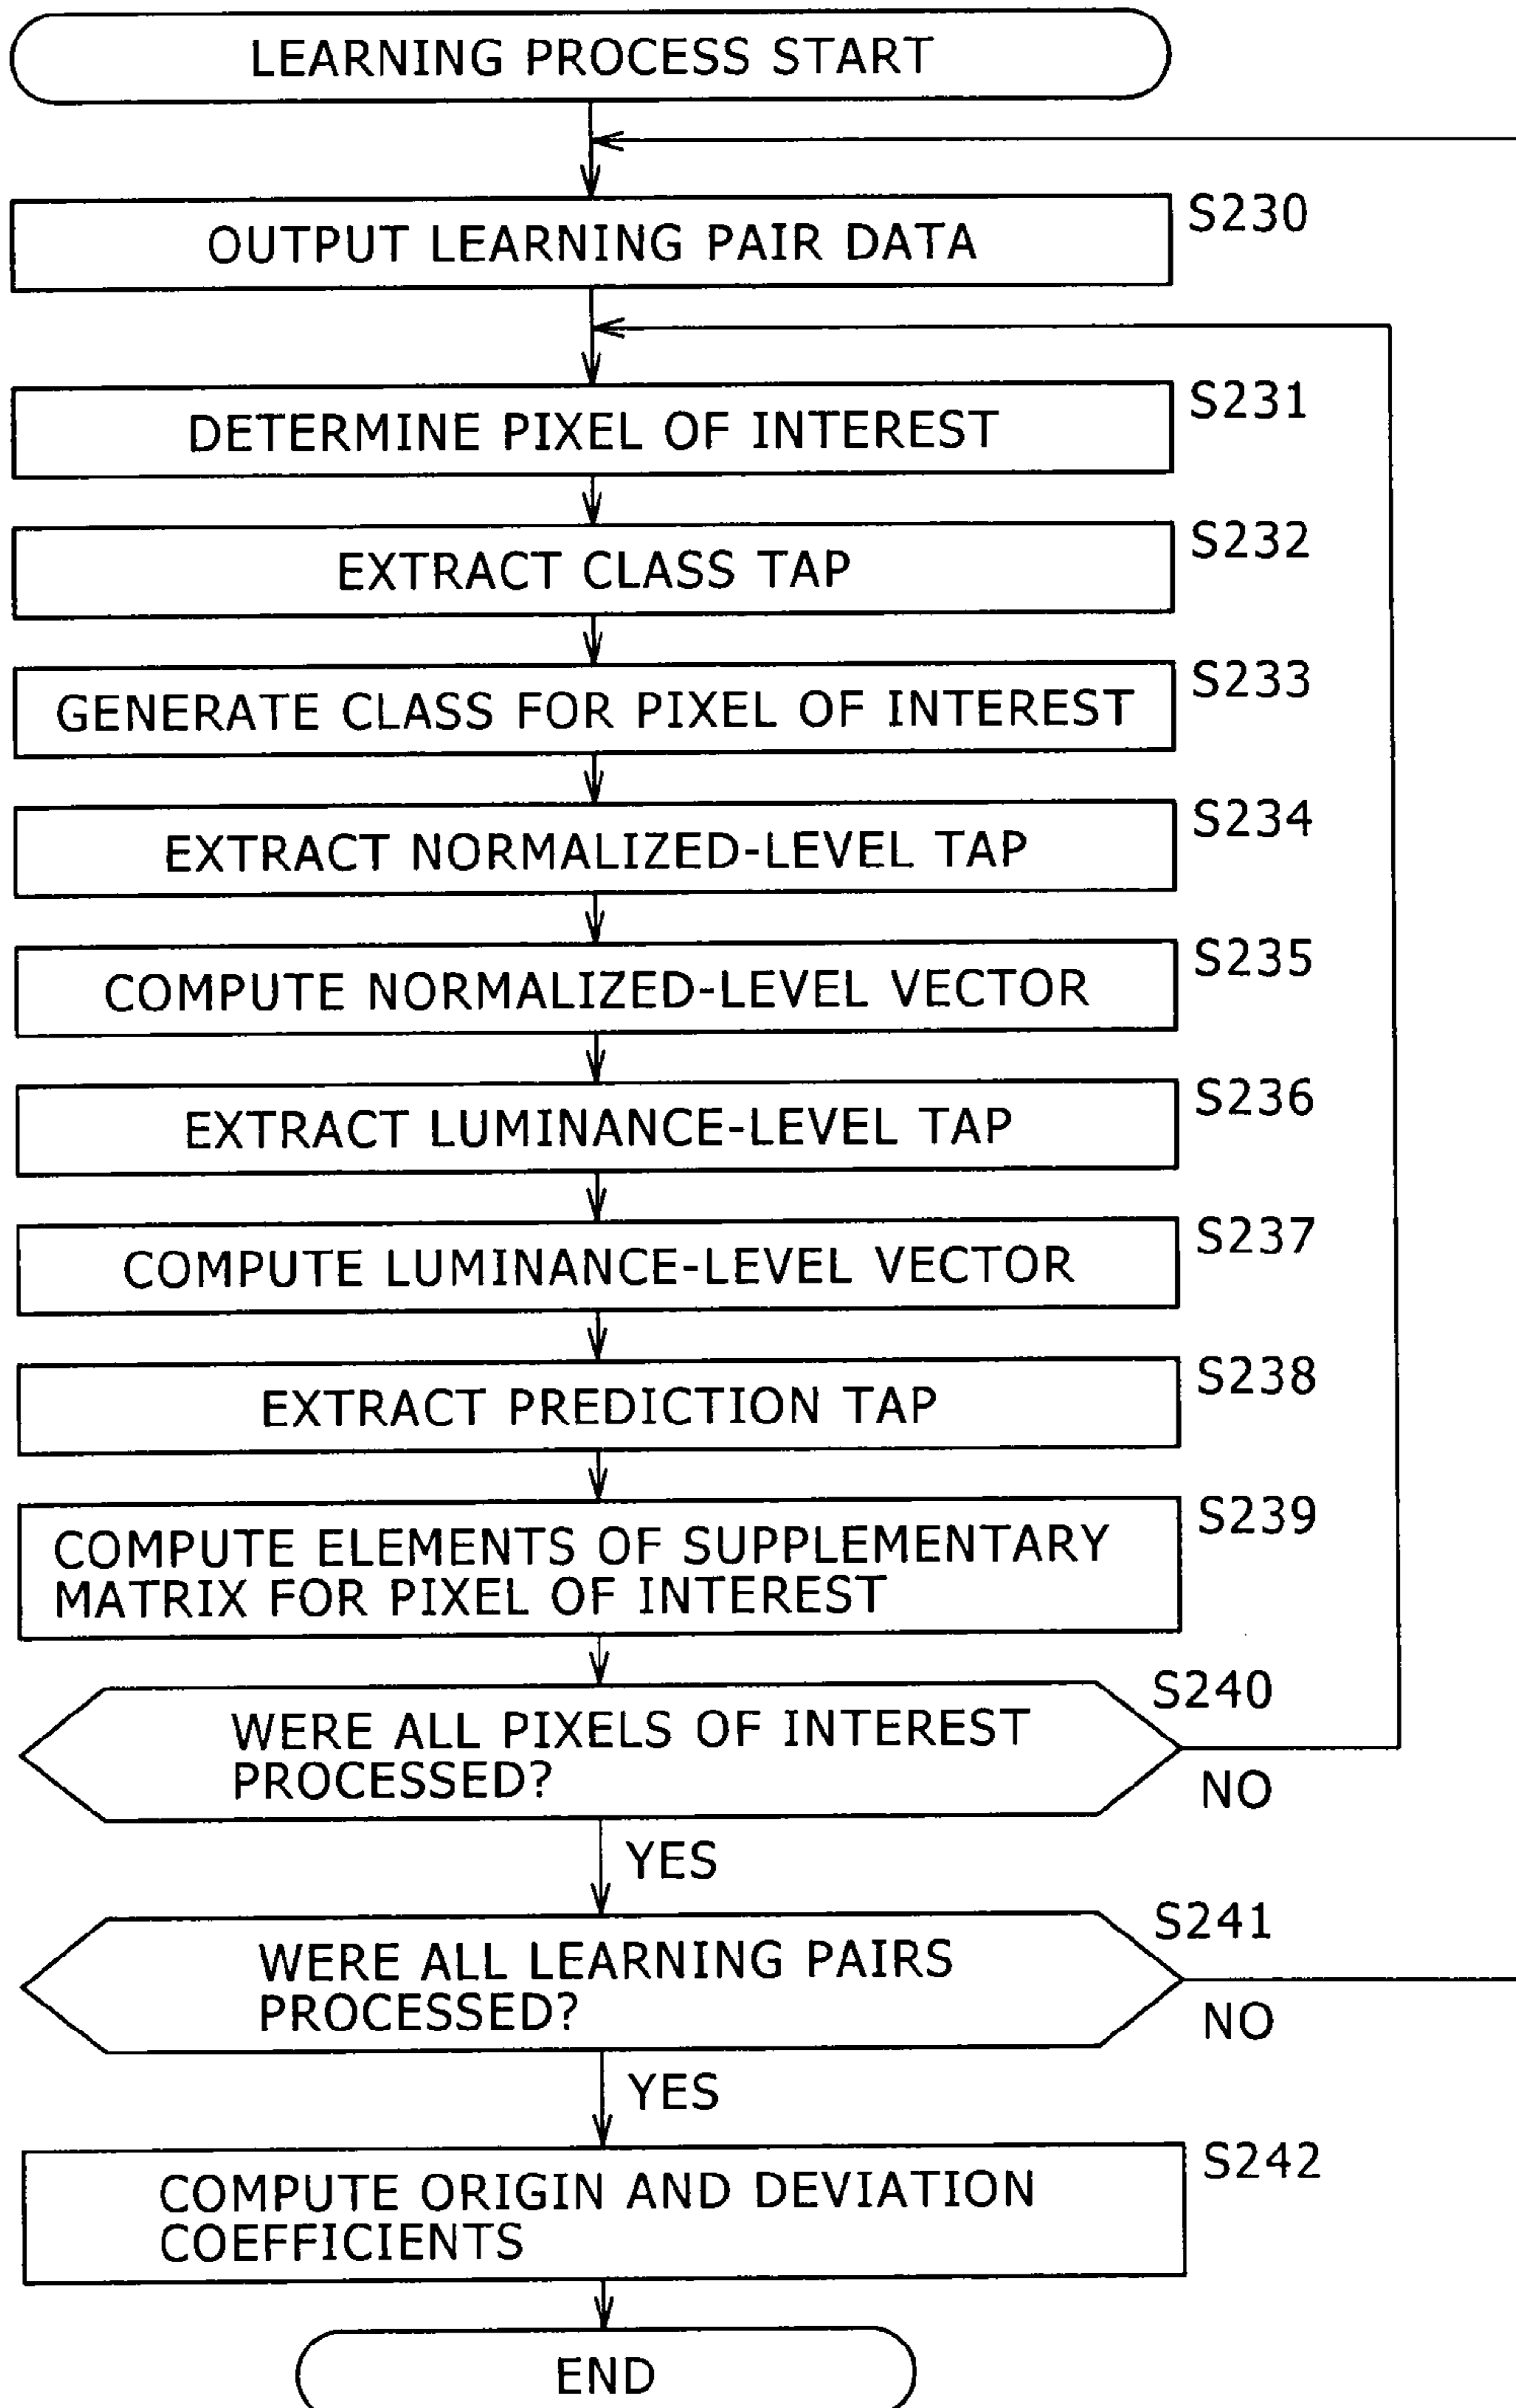 LEARNING PROCESS START
S230
OUTPUT LEARNING PAIR DATA
S231
DETERMINE PIXEL OF INTEREST
S232
EXTRACT CLASS TAP
S233
GENERATE CLASS FOR PIXEL OF INTEREST
S234
EXTRACT NORMALIZED-LEVEL TAP
S235
COMPUTE NORMALIZED-LEVEL VECTOR
S236
EXTRACT LUMINANCE-LEVEL TAP
S237
COMPUTE LUMINANCE-LEVEL VECTOR
S238
EXTRACT PREDICTION TAP
S239
COMPUTE ELEMENTS OF SUPPLEMENTARY
MATRIX FOR PIXEL OF INTEREST
S240
WERE ALL PIXELS OF INTEREST
PROCESSED?
NO
YES
S241
WERE ALL LEARNING PAIRS
PROCESSED?
NO
YES
S242
COMPUTE ORIGIN AND DEVIATION
COEFFICIENTS
END